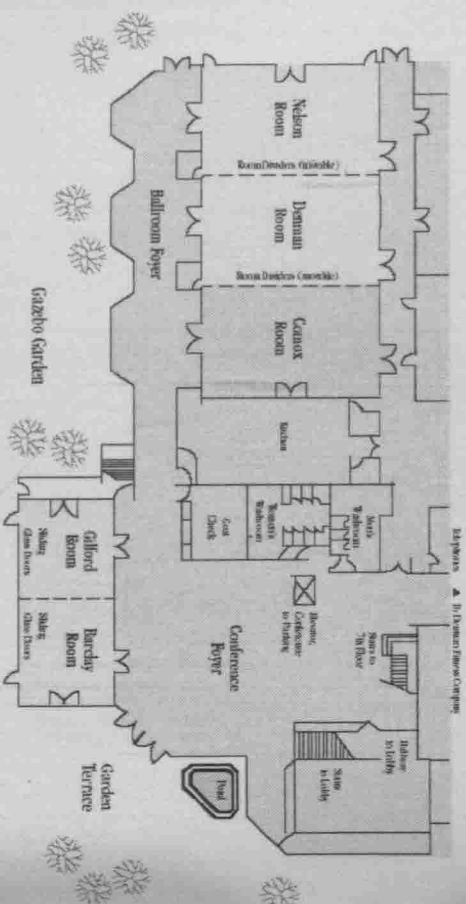 Nelson
Room
Room Dividers (movable)
Denman
Room
Room Dividers (movable)
Comox
Room
Ballroom Foyer
Gazebo Garden
Kitchen
Men's
Washroom
Women's
Washroom
Coat
Check
Telephones
▲ To Denman Fitness Company
Elevator,
Conference
to Parking
Stairs to
7th Floor
Conference
Foyer
Hallway
to Lobby
Stairs
to Lobby
Gilford
Room
Sliding
Glass Doors
Barclay
Room
Sliding
Glass Doors
Pond
Garden
Terrace